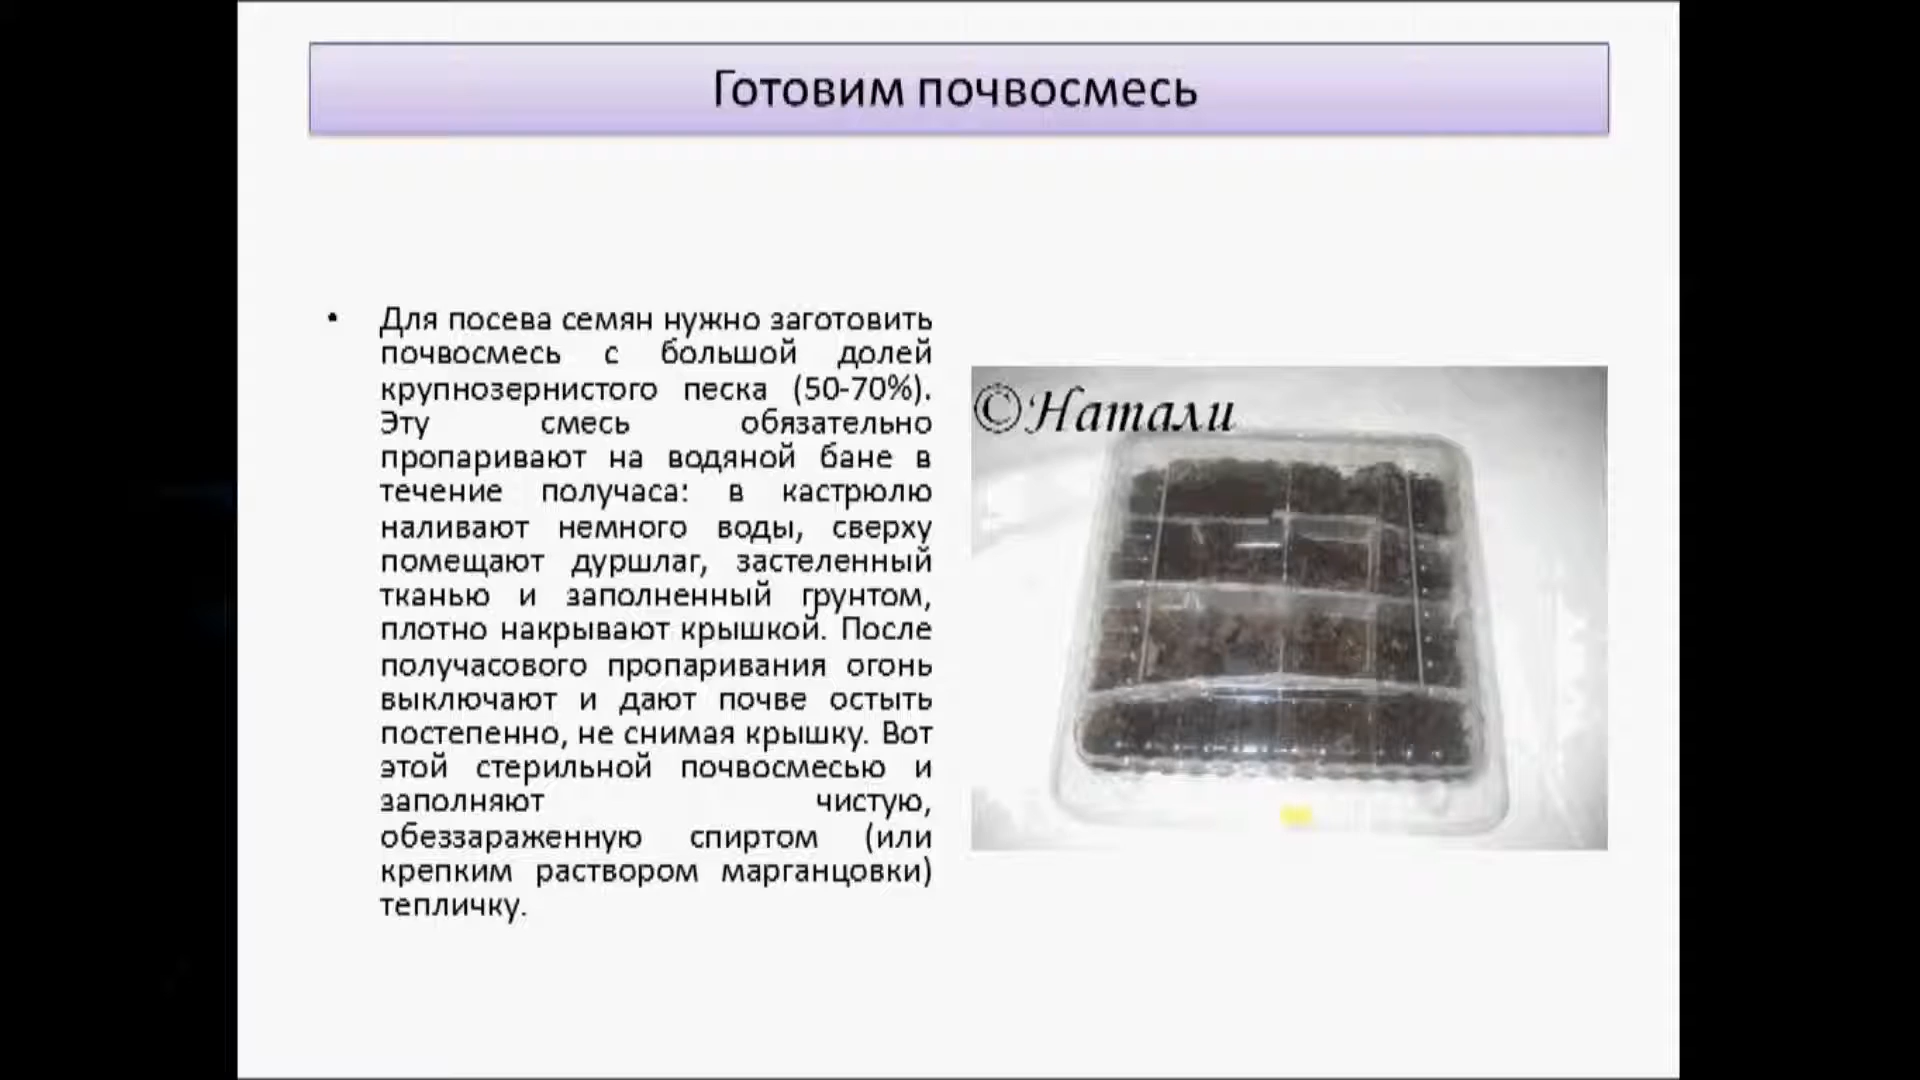 Готовим почвосмесь
• Для посева семян нужно заготовить
почвосмесь с большой долей
крупнозернистого песка (50-70%).
Эту смесь обязательно
пропаривают на водяной бане в
течение получаса: в кастрюлю
наливают немного воды, сверху
помещают дуршлаг, застеленный
тканью и заполненный грунтом,
плотно накрывают крышкой. После
получасового пропаривания огонь
выключают и дают почве остыть
постепенно, не снимая крышку. Вот
этой стерильной почвосмесью и
заполняют чистую,
обеззараженную спиртом (или
крепким раствором марганцовки)
тепличку.
©Натали